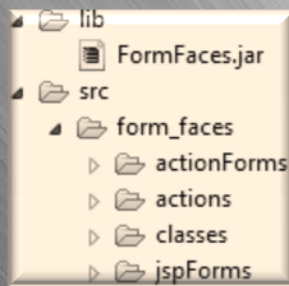 lib
FormFaces.jar
src
form_faces
actionForms
actions
classes
jspForms